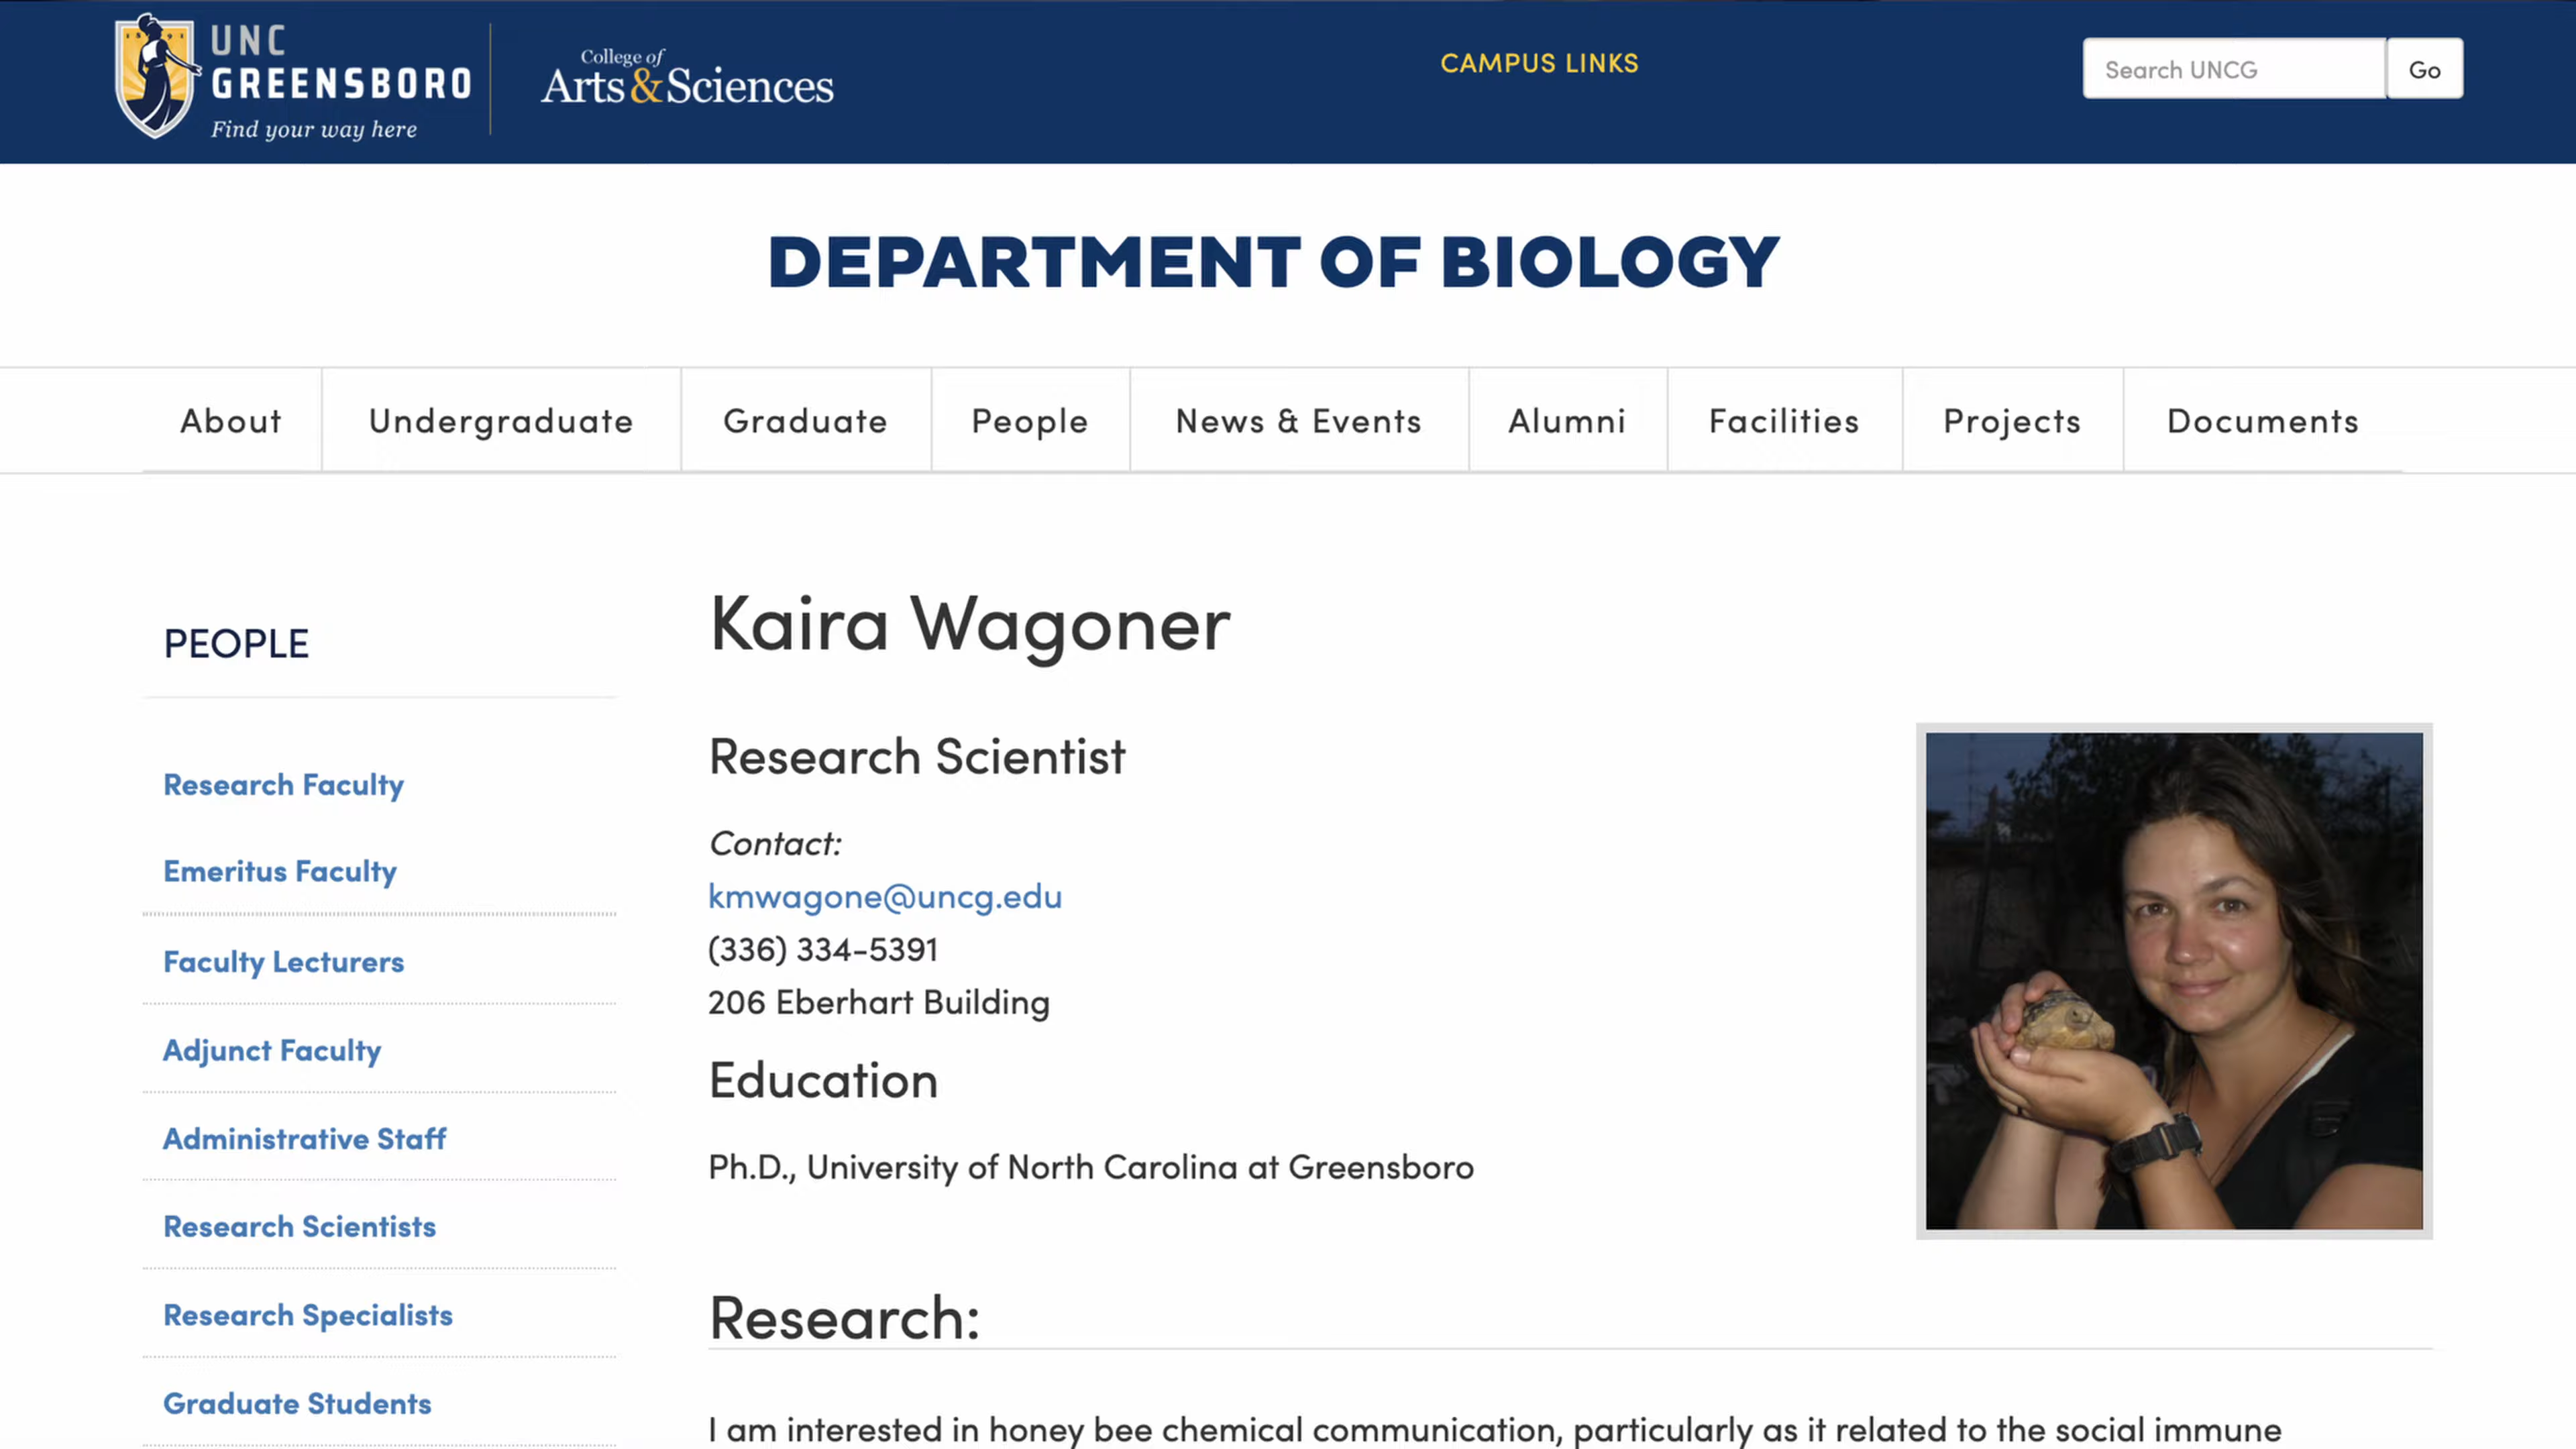 UNC
GREENSBORO
Find your way here
College of
Arts & Sciences
CAMPUS LINKS
Search UNCG
Go
DEPARTMENT OF BIOLOGY
About
Undergraduate
Graduate
People
News & Events
Alumni
Facilities
Projects
Documents
PEOPLE
Research Faculty
Emeritus Faculty
Faculty Lecturers
Adjunct Faculty
Administrative Staff
Research Scientists
Research Specialists
Graduate Students
Kaira Wagoner
Research Scientist
Contact:
kmwagone@uncg.edu
(336) 334-5391
206 Eberhart Building
Education
Ph.D., University of North Carolina at Greensboro
Research:
I am interested in honey bee chemical communication, particularly as it related to the social immune